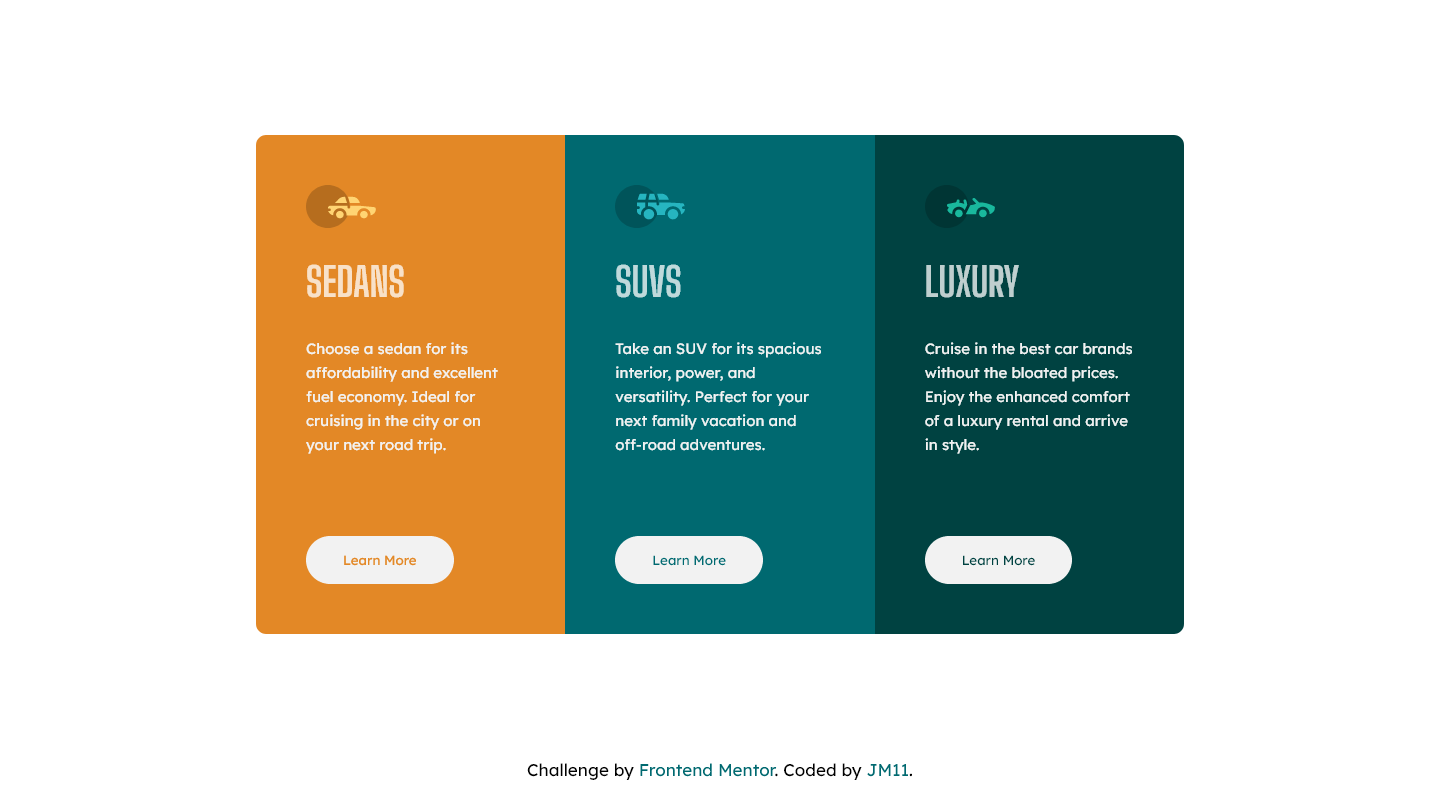 SEDANS
Choose a sedan for its
affordability and excellent
fuel economy. Ideal for
cruising in the city or on
your next road trip.
Learn More
SUVS
Take an SUV for its spacious
interior, power, and
versatility. Perfect for your
next family vacation and
off-road adventures.
Learn More
LUXURY
Cruise in the best car brands
without the bloated prices.
Enjoy the enhanced comfort
of a luxury rental and arrive
in style.
Learn More
Challenge by Frontend Mentor. Coded by JM11.